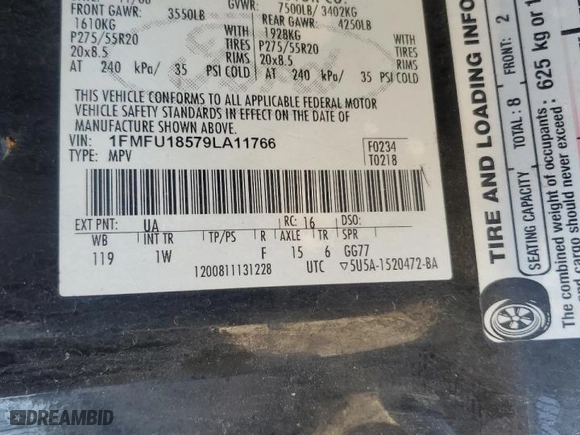 11/08
GVWR: 7500LB/ 3402KG
FRONT GAWR: 3550LB
REAR GAWR: 4250LB
1610KG
1928KG
P275/55R20
TIRES P275/55R20
20x8.5
RIMS 20x8.5
AT 240 kPa/ 35 PSI COLD
AT 240 kPa/ 35 PSI COLD
Ford
THIS VEHICLE CONFORMS TO ALL APPLICABLE FEDERAL MOTOR
VEHICLE SAFETY STANDARDS IN EFFECT ON THE DATE OF
MANUFACTURE SHOWN ABOVE.
VIN: 1FMFU18579LA11766
TYPE: MPV
F0234
T0218
EXT PNT: UA RC: 16 DSO:
WB INT TR TP/PS R AXLE TR SPR
119 1W F 15 6 GG77
1200811131228 UTC ▽5U5A-1520472-BA
TIRE AND LOADING INFO
SEATING CAPACITY TOTAL: 8 FRONT: 2
The combined weight of occupants
625 kg or 1
DREAMBID